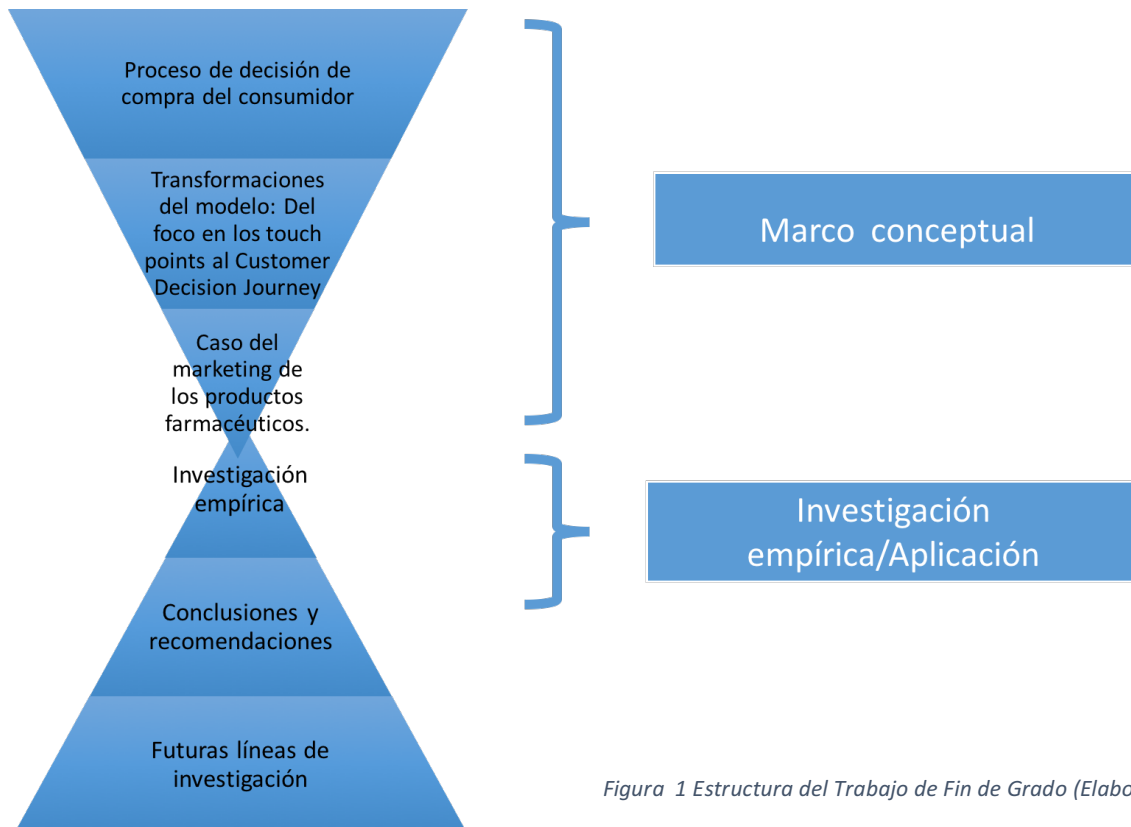 Proceso de decisión de
compra del consumidor
Transformaciones
del modelo: Del
foco en los touch
points al Customer
Decision Journey
Caso del
marketing de
los productos
farmacéuticos.
Investigación
empírica
Conclusiones y
recomendaciones
Futuras líneas de
investigación
Marco conceptual
Investigación
empírica/Aplicación
Figura 1 Estructura del Trabajo de Fin de Grado (Elabo